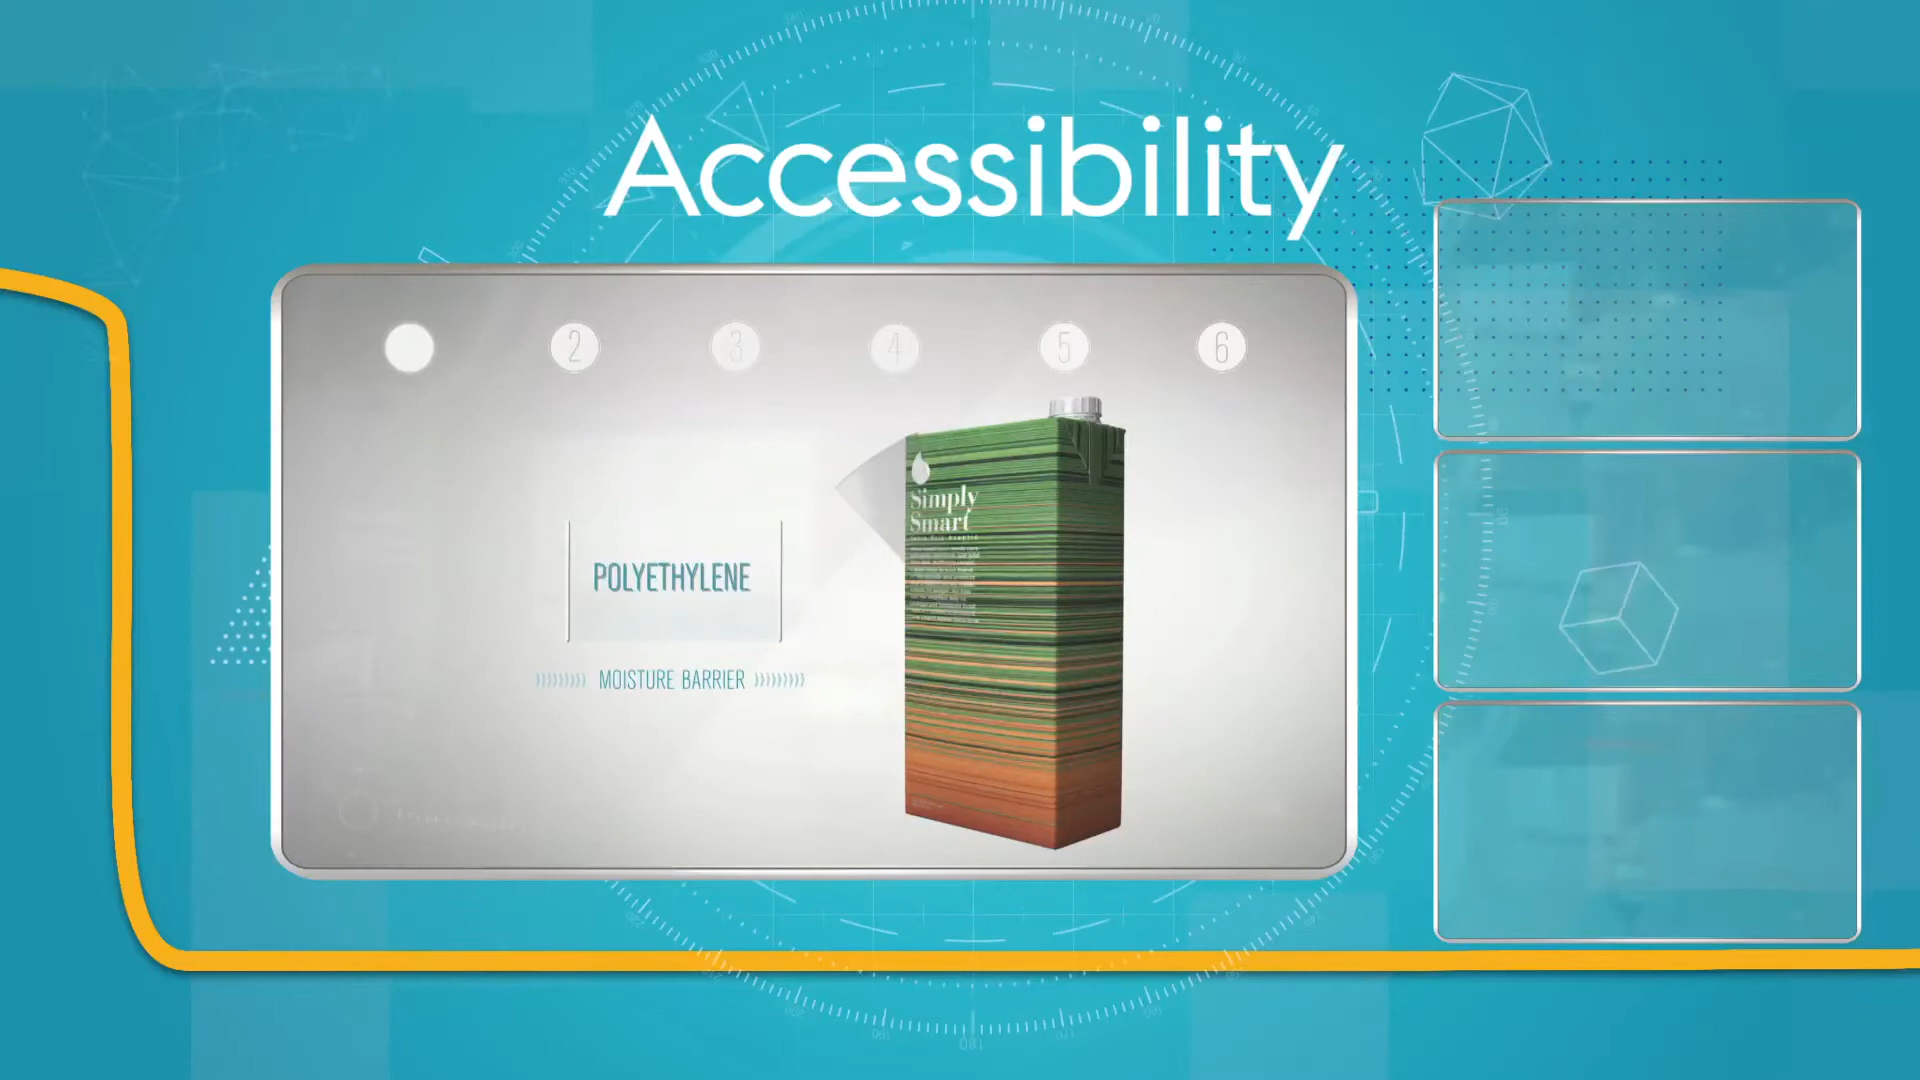 Accessibility
2 3 4 5 6
Simply
Smart
POLYETHYLENE
MOISTURE BARRIER